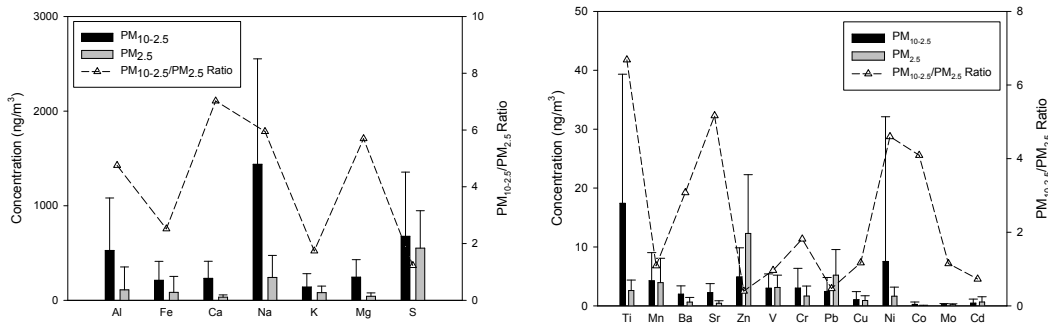 3000
2000
1000
0
Concentration (ng/m³)
PM10-2.5
PM2.5
PM10-2.5/PM2.5 Ratio
10
8
6
4
2
0
PM10-2.5/PM2.5 Ratio
Al Fe Ca Na K Mg S
50
40
30
20
10
0
Concentration (ng/m³)
PM10-2.5
PM2.5
PM10-2.5/PM2.5 Ratio
8
6
4
2
0
PM10-2.5/PM2.5 Ratio
Ti Mn Ba Sr Zn V Cr Pb Cu Ni Co Mo Cd